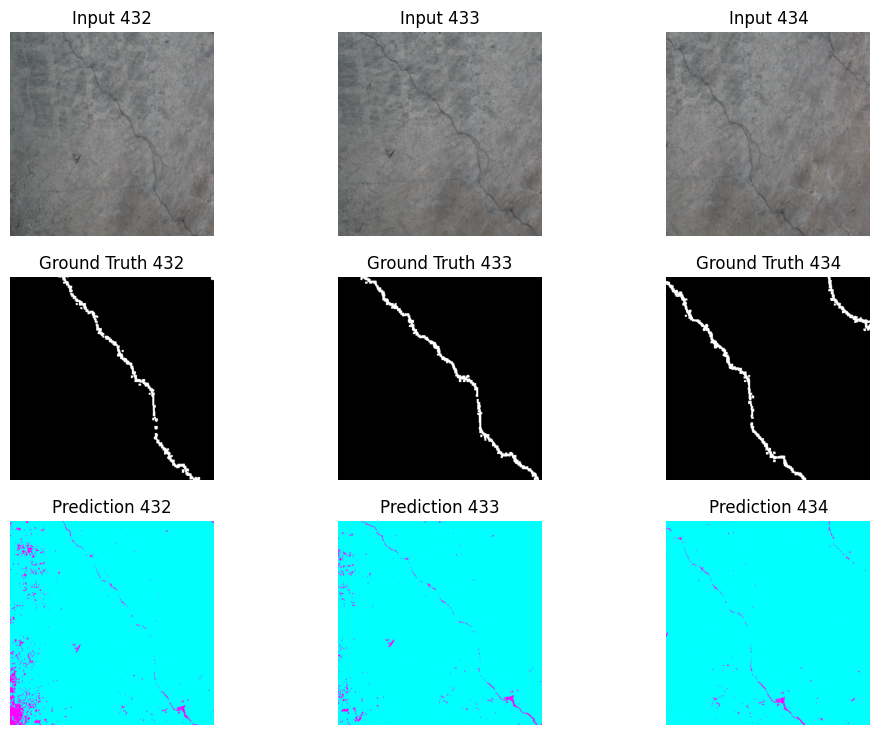 Input 432
Input 433
Input 434
Ground Truth 432
Ground Truth 433
Ground Truth 434
Prediction 432
Prediction 433
Prediction 434